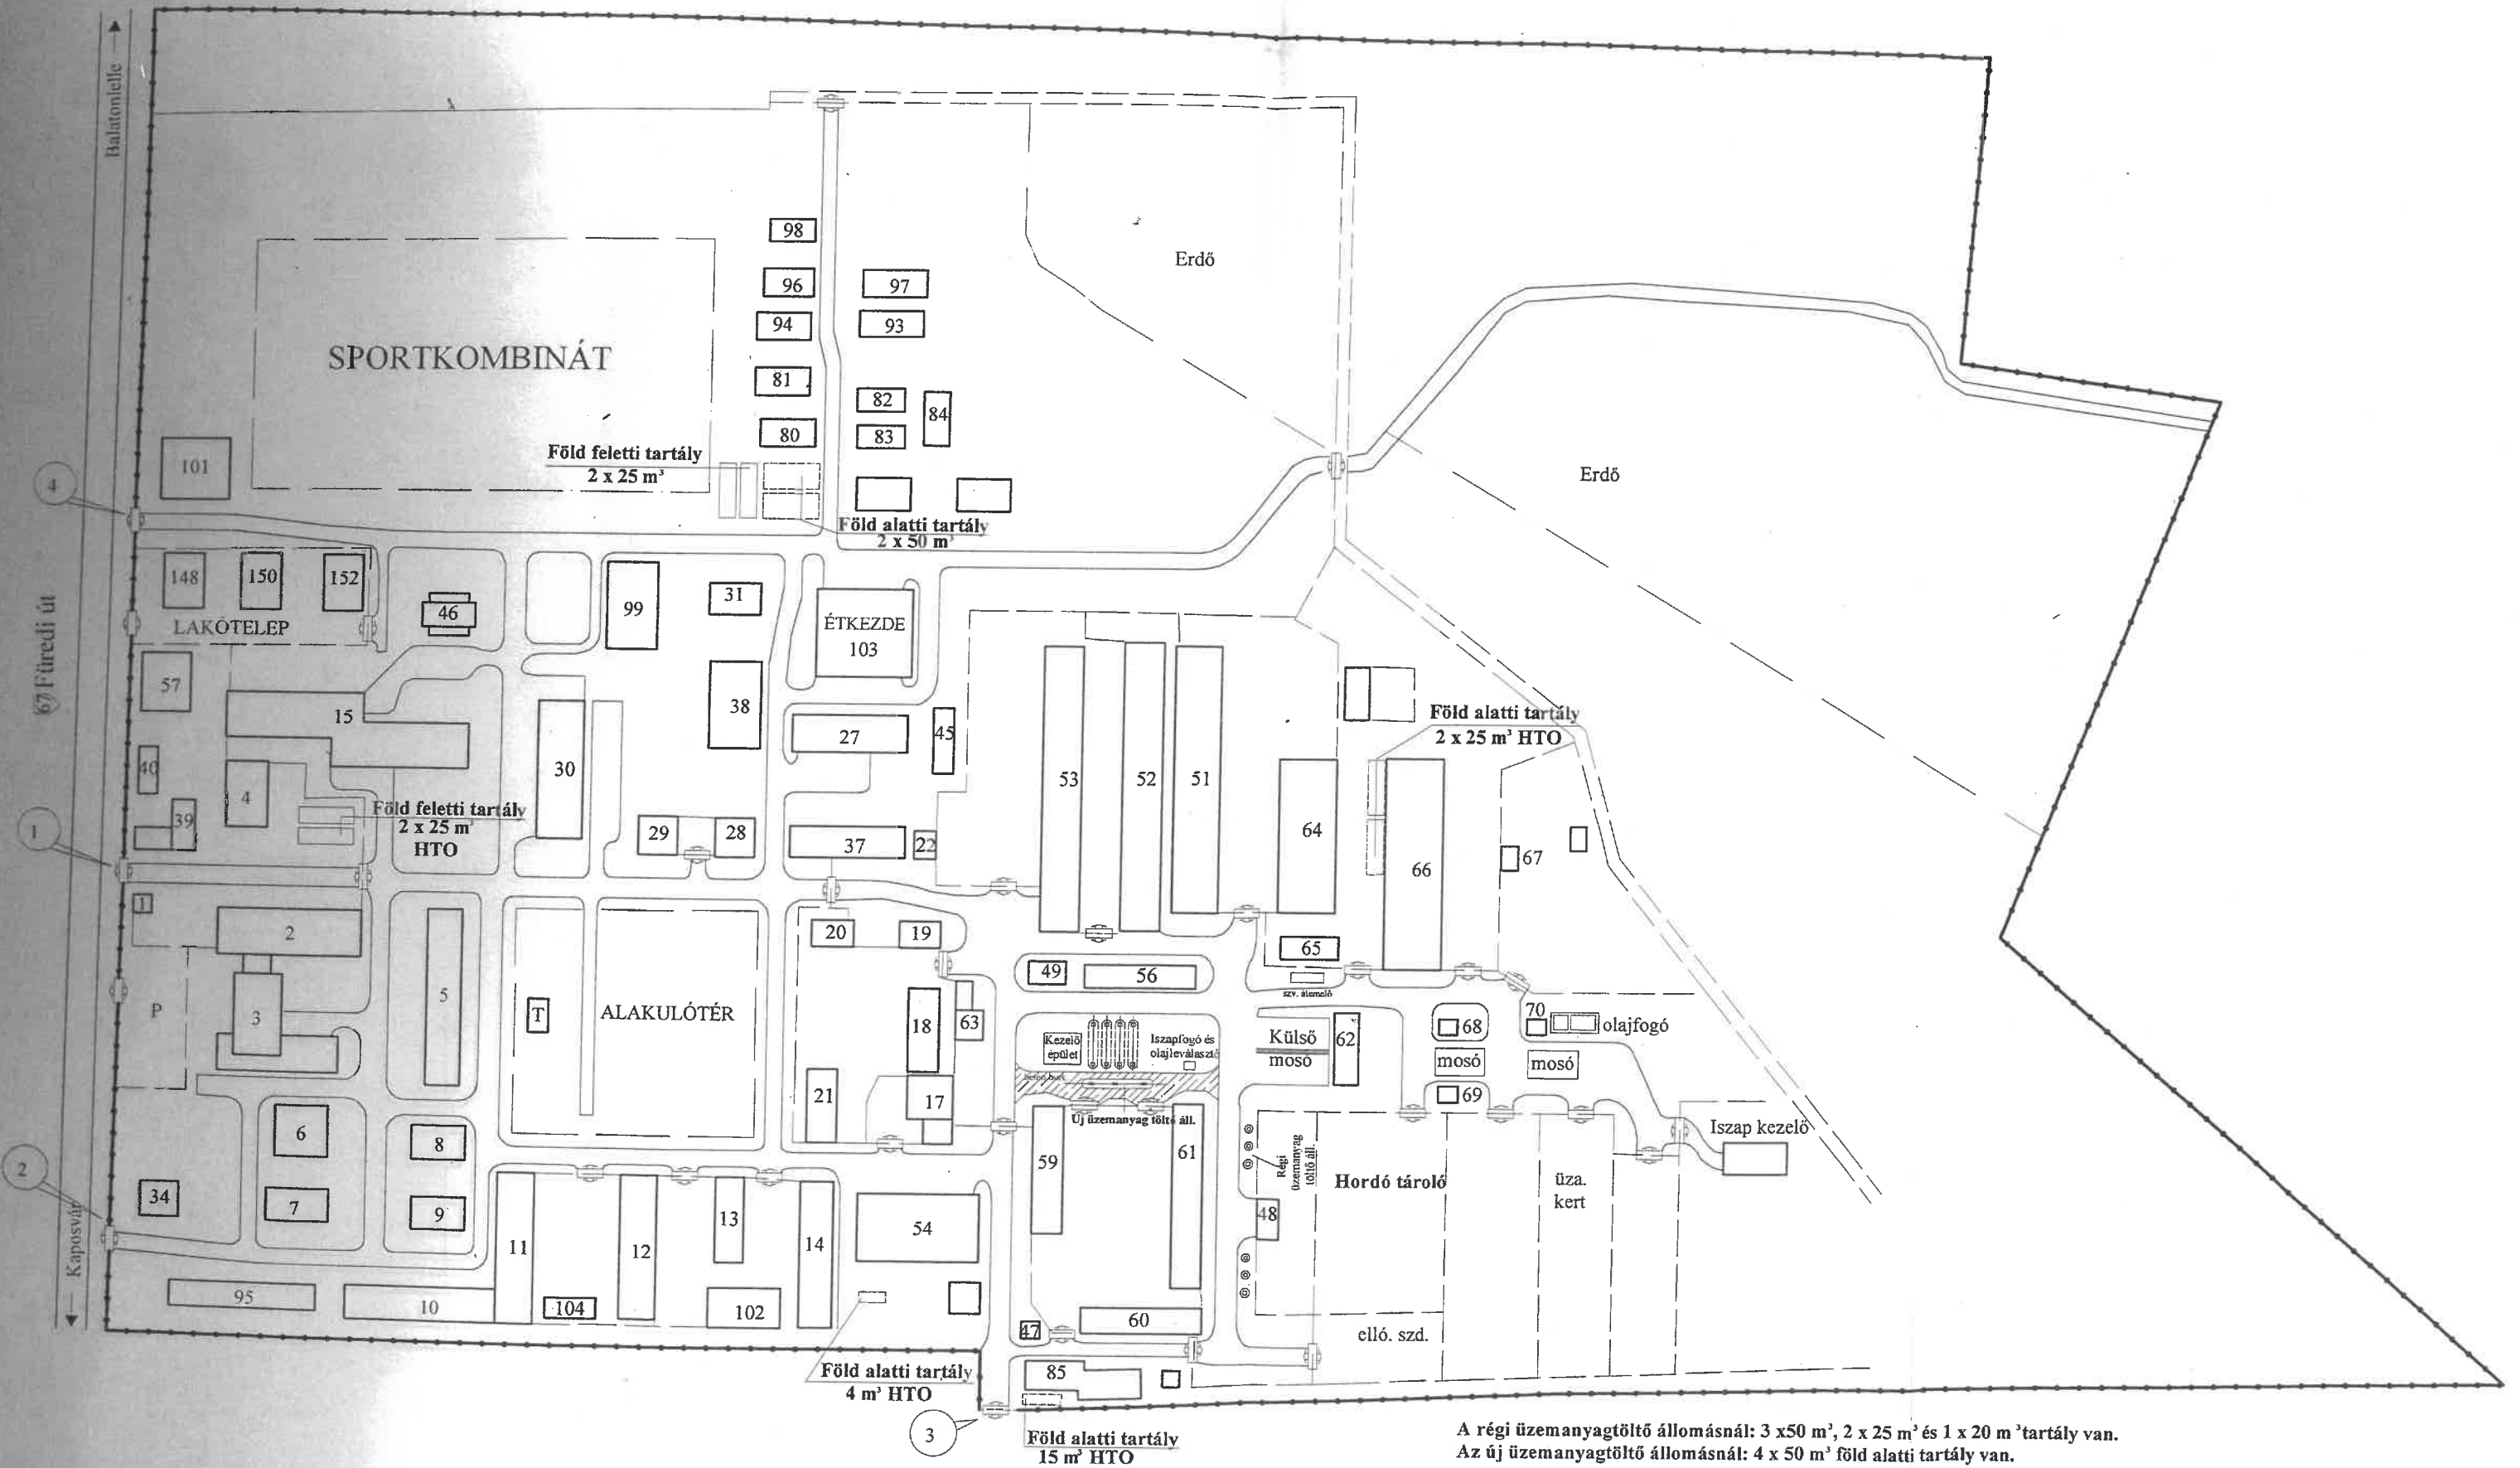 Balatonlelle
98
96
97
94
93
Erdő
SPORTKOMBINÁT
81
82
84
80
83
Föld feletti tartály
2 x 25 m³
101
4
Erdő
Föld alatti tartály
2 x 50 m³
148
150
152
46
99
31
LAKÓTELEP
ÉTKEZDE
103
67 Füredi út
57
15
38
27
45
Föld alatti tartály
2 x 25 m³ HTO
40
4
39
30
53
52
51
Föld feletti tartály
2 x 25 m³
HTO
1
29
28
37
22
64
66
67
1
2
20
19
65
49
56
szv. átemelő
P
3
5
T
ALAKULÓTÉR
18
63
Kezelő
épület
Iszapfogó és
olajleválasztó
Külső
mosó
62
68
70
olajfogó
mosó
mosó
69
21
17
Új üzemanyag töltő áll.
6
8
59
61
Régi
üzemanyag
töltő áll.
Iszap kezelő
2
34
7
9
Hordó tároló
üza.
kert
48
11
12
13
14
54
Kaposvár
95
10
104
102
47
60
elló. szd.
85
Föld alatti tartály
4 m³ HTO
3
Föld alatti tartály
15 m³ HTO
A régi üzemanyagtöltő állomásnál: 3 x50 m³, 2 x 25 m³ és 1 x 20 m ³tartály van.
Az új üzemanyagtöltő állomásnál: 4 x 50 m³ föld alatti tartály van.